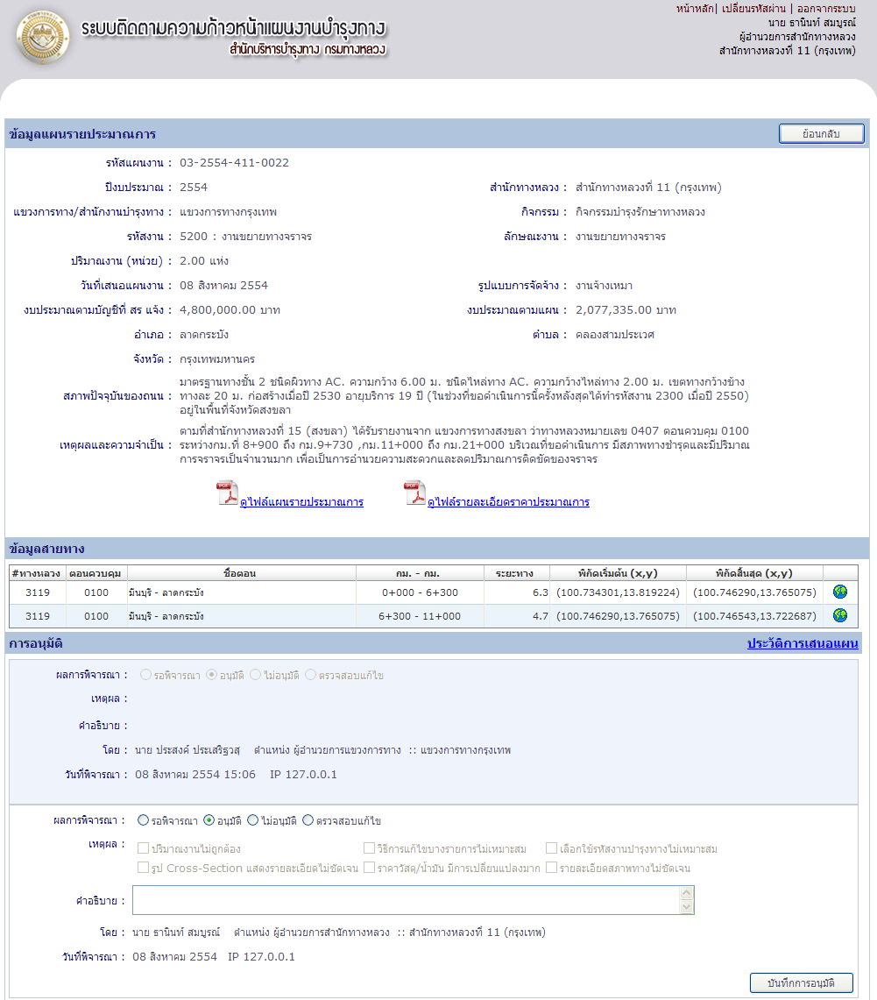 หน้าหลัก| เปลี่ยนรหัสผ่าน | ออกจากระบบ
นาย ธานินท์ สมบูรณ์
ผู้อำนวยการสำนักทางหลวง
สำนักทางหลวงที่ 11 (กรุงเทพ)
ระบบติดตามความก้าวหน้าแผนงานบำรุงทาง
สำนักบริหารบำรุงทาง กรมทางหลวง
ข้อมูลแผนรายประมาณการ ย้อนกลับ
รหัสแผนงาน : 03-2554-411-0022
ปีงบประมาณ : 2554 สำนักทางหลวง : สำนักทางหลวงที่ 11 (กรุงเทพ)
แขวงการทาง/สำนักงานบำรุงทาง : แขวงการทางกรุงเทพ กิจกรรม : กิจกรรมบำรุงรักษาทางหลวง
รหัสงาน : 5200 : งานขยายทางจราจร ลักษณะงาน : งานขยายทางจราจร
ปริมาณงาน (หน่วย) : 2.00 แห่ง
วันที่เสนอแผนงาน : 08 สิงหาคม 2554 รูปแบบการจัดจ้าง : งานจ้างเหมา
งบประมาณตามบัญชีที่ สร แจ้ง : 4,800,000.00 บาท งบประมาณตามแผน : 2,077,335.00 บาท
อำเภอ : ลาดกระบัง ตำบล : คลองสามประเวศ
จังหวัด : กรุงเทพมหานคร
สภาพปัจจุบันของถนน : มาตรฐานทางชั้น 2 ชนิดผิวทาง AC. ความกว้าง 6.00 ม. ชนิดไหล่ทาง AC. ความกว้างไหล่ทาง 2.00 ม. เขตทางกว้างข้าง
ทางละ 20 ม. ก่อสร้างเมื่อปี 2530 อายุบริการ 19 ปี (ในช่วงที่ขอดำเนินการนี้ครั้งหลังสุดได้ทำรหัสงาน 2300 เมื่อปี 2550)
อยู่ในพื้นที่จังหวัดสงขลา
เหตุผลและความจำเป็น : ตามที่สำนักทางหลวงที่ 15 (สงขลา) ได้รับรายงานจาก แขวงการทางสงขลา ว่าทางหลวงหมายเลข 0407 ตอนควบคุม 0100
ระหว่างกม.ที่ 8+900 ถึง กม.9+730 ,กม.11+000 ถึง กม.21+000 บริเวณที่ขอดำเนินการ มีสภาพทางชำรุดและมีปริมาณ
การจราจรเป็นจำนวนมาก เพื่อเป็นการอำนวยความสะดวกและลดปริมาณการติดขัดของจราจร
ดูไฟล์แผนรายประมาณการ ดูไฟล์รายละเอียดราคาประมาณการ
ข้อมูลสายทาง
#ทางหลวง ตอนควบคุม ชื่อตอน กม. - กม. ระยะทาง พิกัดเริ่มต้น (x,y) พิกัดสิ้นสุด (x,y)
3119 0100 มีนบุรี - ลาดกระบัง 0+000 - 6+300 6.3 (100.734301,13.819224) (100.746290,13.765075)
3119 0100 มีนบุรี - ลาดกระบัง 6+300 - 11+000 4.7 (100.746290,13.765075) (100.746543,13.722687)
การอนุมัติ ประวัติการเสนอแผน
ผลการพิจารณา : รอพิจารณา อนุมัติ ไม่อนุมัติ ตรวจสอบแก้ไข
เหตุผล :
คำอธิบาย :
โดย : นาย ประสงค์ ประเสริฐวสุ ตำแหน่ง ผู้อำนวยการแขวงการทาง :: แขวงการทางกรุงเทพ
วันที่พิจารณา : 08 สิงหาคม 2554 15:06 IP 127.0.0.1
ผลการพิจารณา : รอพิจารณา อนุมัติ ไม่อนุมัติ ตรวจสอบแก้ไข
เหตุผล : ปริมาณงานไม่ถูกต้อง วิธีการแก้ไขบางรายการไม่เหมาะสม เลือกใช้รหัสงานบำรุงทางไม่เหมาะสม
รูป Cross-Section แสดงรายละเอียดไม่ชัดเจน ราคาวัสดุ/น้ำมัน มีการเปลี่ยนแปลงมาก รายละเอียดสภาพทางไม่ชัดเจน
คำอธิบาย :
โดย : นาย ธานินท์ สมบูรณ์ ตำแหน่ง ผู้อำนวยการสำนักทางหลวง :: สำนักทางหลวงที่ 11 (กรุงเทพ)
วันที่พิจารณา : 08 สิงหาคม 2554 IP 127.0.0.1
บันทึกการอนุมัติ